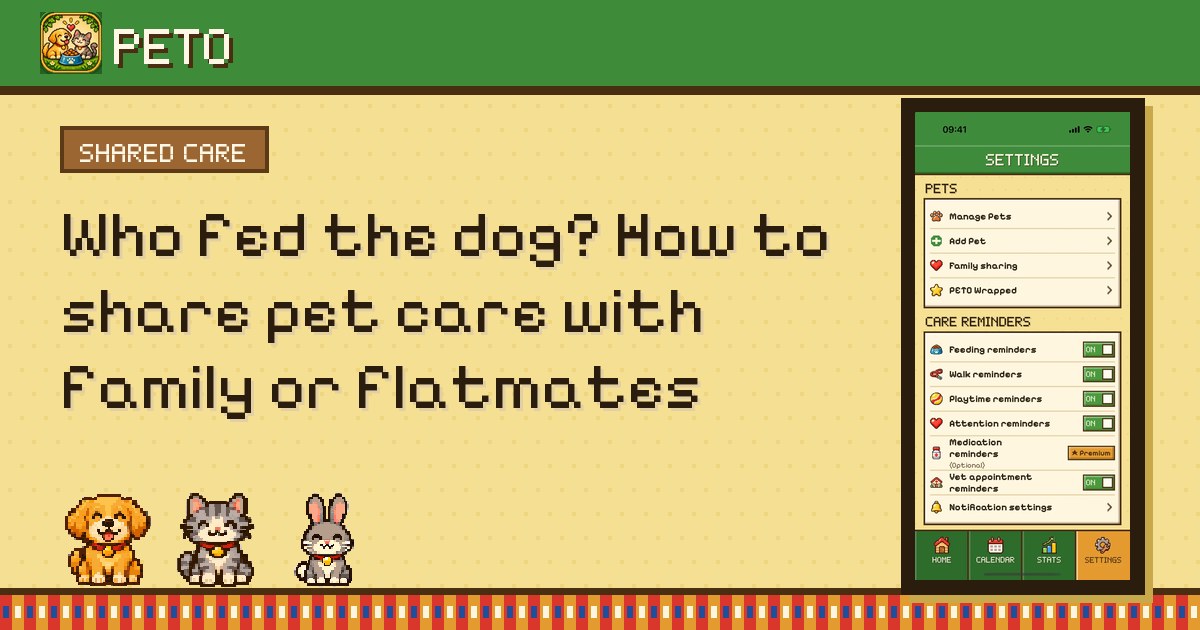 PETO
SHARED CARE
Who fed the dog? How to
share pet care with
family or flatmates
09:41
SETTINGS
PETS
Manage Pets
Add Pet
Family sharing
PETO Wrapped
CARE REMINDERS
Feeding reminders ON
Walk reminders ON
Playtime reminders ON
Attention reminders ON
Medication
reminders
(Optional)
Premium
Vet appointment
reminders
ON
Notification settings
HOME CALENDAR STATS SETTINGS